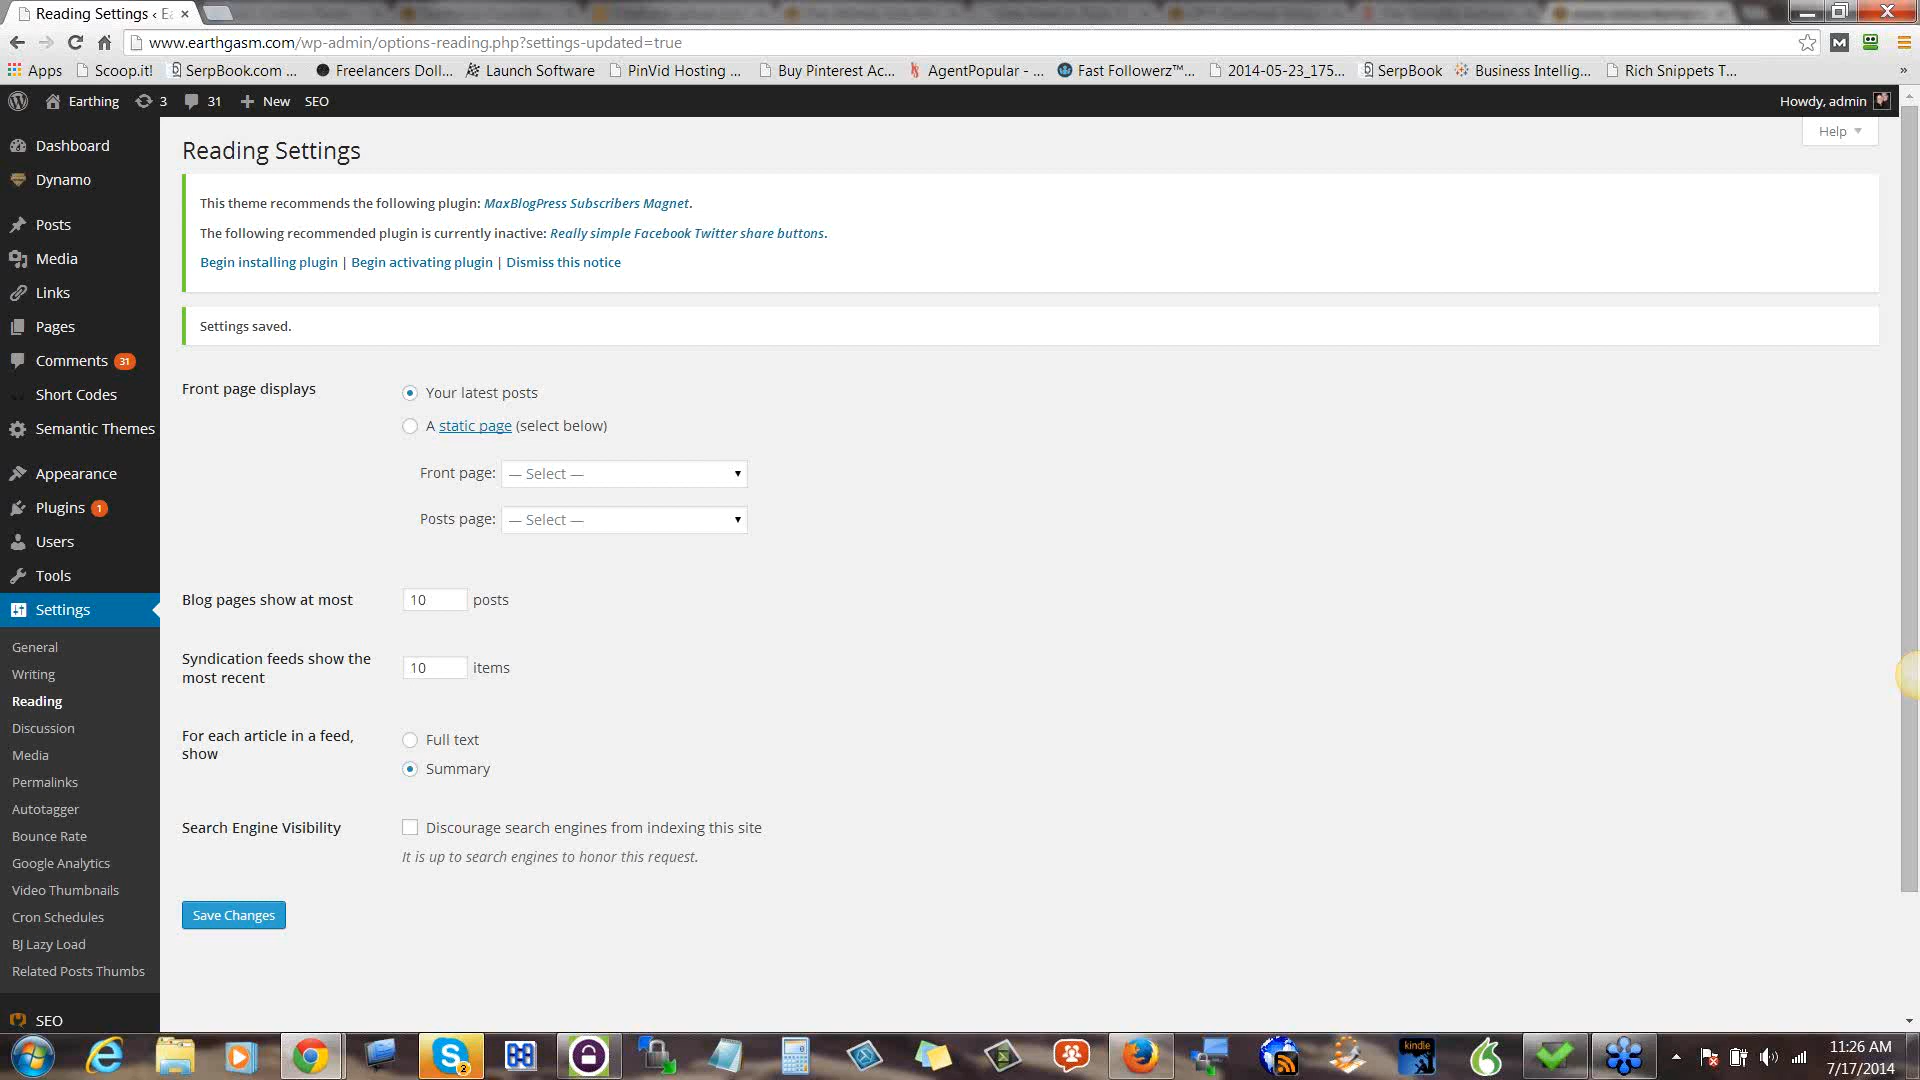 Reading Settings ‹ Ea
www.earthgasm.com/wp-admin/options-reading.php?settings-updated=true
Apps Scoop.it! SerpBook.com ... Freelancers Doll... Launch Software PinVid Hosting ... Buy Pinterest Ac... AgentPopular - ... Fast Followerz™... 2014-05-23_175... SerpBook Business Intellig... Rich Snippets T... »
Earthing 3 31 New SEO Howdy, admin
Help
Dashboard
Dynamo
Posts
Media
Links
Pages
Comments 31
Short Codes
Semantic Themes
Appearance
Plugins 1
Users
Tools
Settings
General
Writing
Reading
Discussion
Media
Permalinks
Autotagger
Bounce Rate
Google Analytics
Video Thumbnails
Cron Schedules
BJ Lazy Load
Related Posts Thumbs
SEO
Reading Settings
This theme recommends the following plugin: MaxBlogPress Subscribers Magnet.
The following recommended plugin is currently inactive: Really simple Facebook Twitter share buttons.
Begin installing plugin | Begin activating plugin | Dismiss this notice
Settings saved.
Front page displays
Your latest posts
A static page (select below)
Front page: — Select —
Posts page: — Select —
Blog pages show at most 10 posts
Syndication feeds show the
most recent
10 items
For each article in a feed,
show
Full text
Summary
Search Engine Visibility
Discourage search engines from indexing this site
It is up to search engines to honor this request.
Save Changes
kindle
2
11:26 AM
7/17/2014